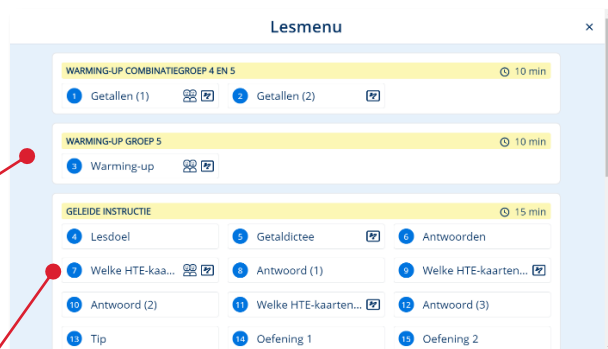 Lesmenu ×
WARMING-UP COMBINATIEGROEP 4 EN 5 10 min
1 Getallen (1) 2 Getallen (2)
WARMING-UP GROEP 5 10 min
3 Warming-up
GELEIDE INSTRUCTIE 15 min
4 Lesdoel 5 Getaldictee 6 Antwoorden
7 Welke HTE-kaa... 8 Antwoord (1) 9 Welke HTE-kaarten...
10 Antwoord (2) 11 Welke HTE-kaarten... 12 Antwoord (3)
13 Tip 14 Oefening 1 15 Oefening 2